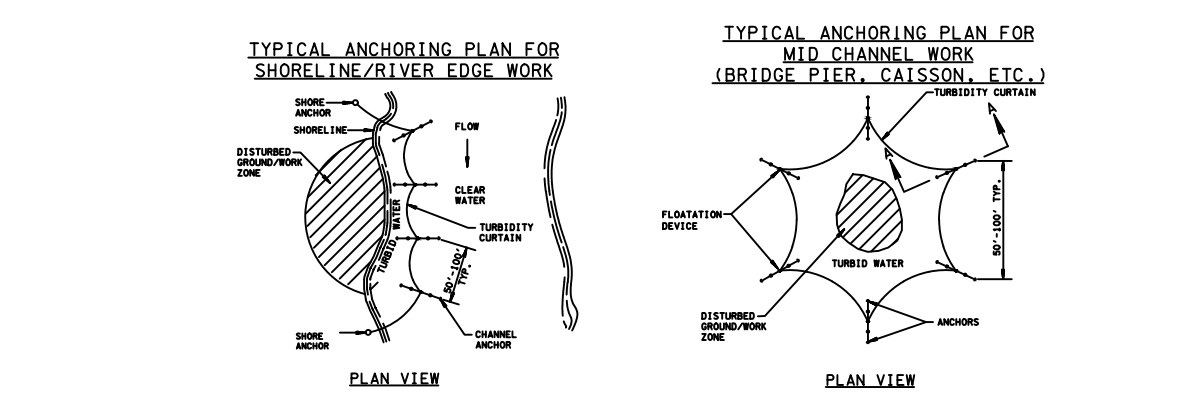 TYPICAL ANCHORING PLAN FOR
SHORELINE/RIVER EDGE WORK
SHORE
ANCHOR
SHORELINE
DISTURBED
GROUND/WORK
ZONE
FLOW
CLEAR
WATER
TURBIDITY
CURTAIN
TURBID WATER
50'-100'
TYP.
SHORE
ANCHOR
CHANNEL
ANCHOR
PLAN VIEW
TYPICAL ANCHORING PLAN FOR
MID CHANNEL WORK
(BRIDGE PIER, CAISSON, ETC.)
TURBIDITY CURTAIN
A
A
FLOATATION
DEVICE
50'-100' TYP.
TURBID WATER
DISTURBED
GROUND/WORK
ZONE
ANCHORS
PLAN VIEW